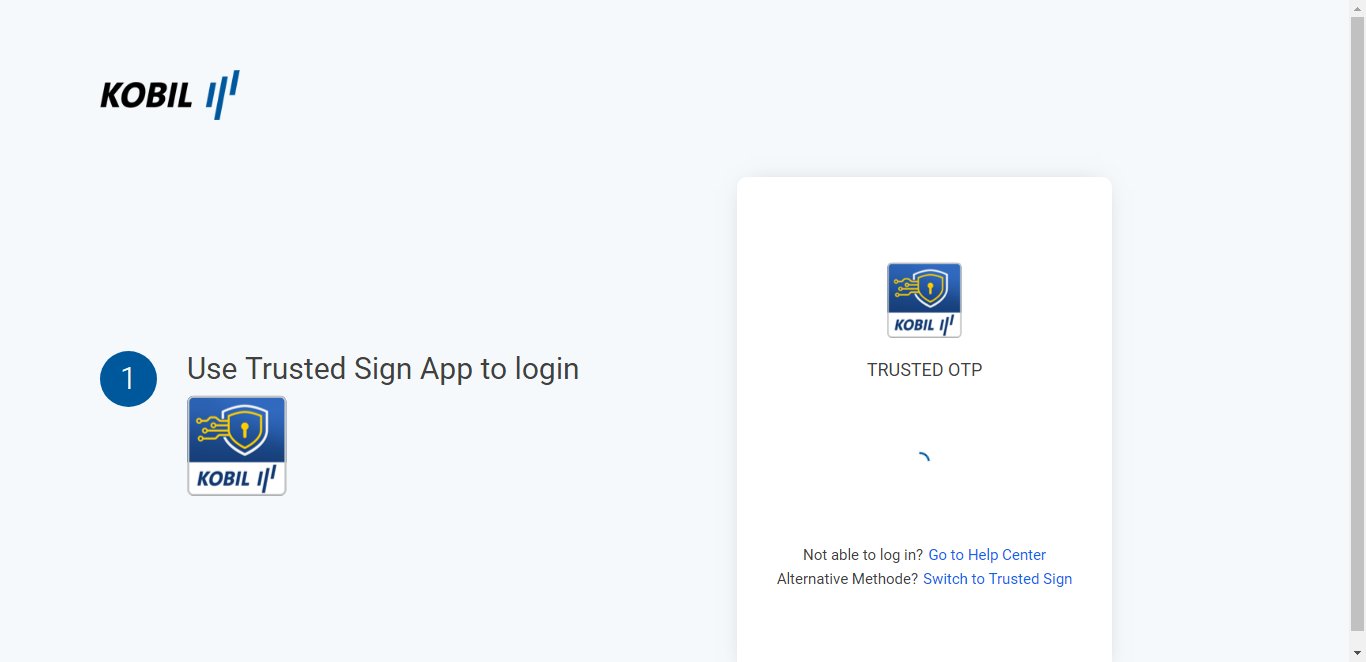 KOBIL
1
Use Trusted Sign App to login
KOBIL
KOBIL
TRUSTED OTP
Not able to log in? Go to Help Center
Alternative Methode? Switch to Trusted Sign